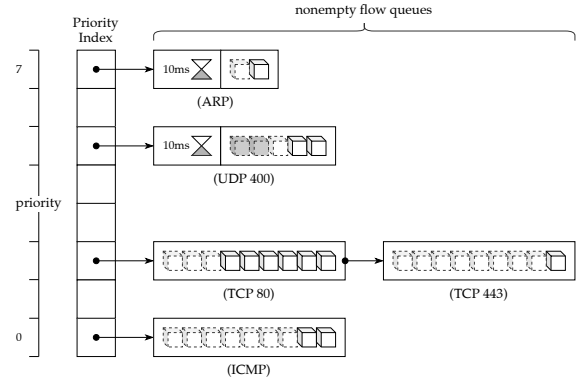 nonempty flow queues
Priority
Index
7
10ms
(ARP)
10ms
(UDP 400)
priority
(TCP 80)
(TCP 443)
0
(ICMP)